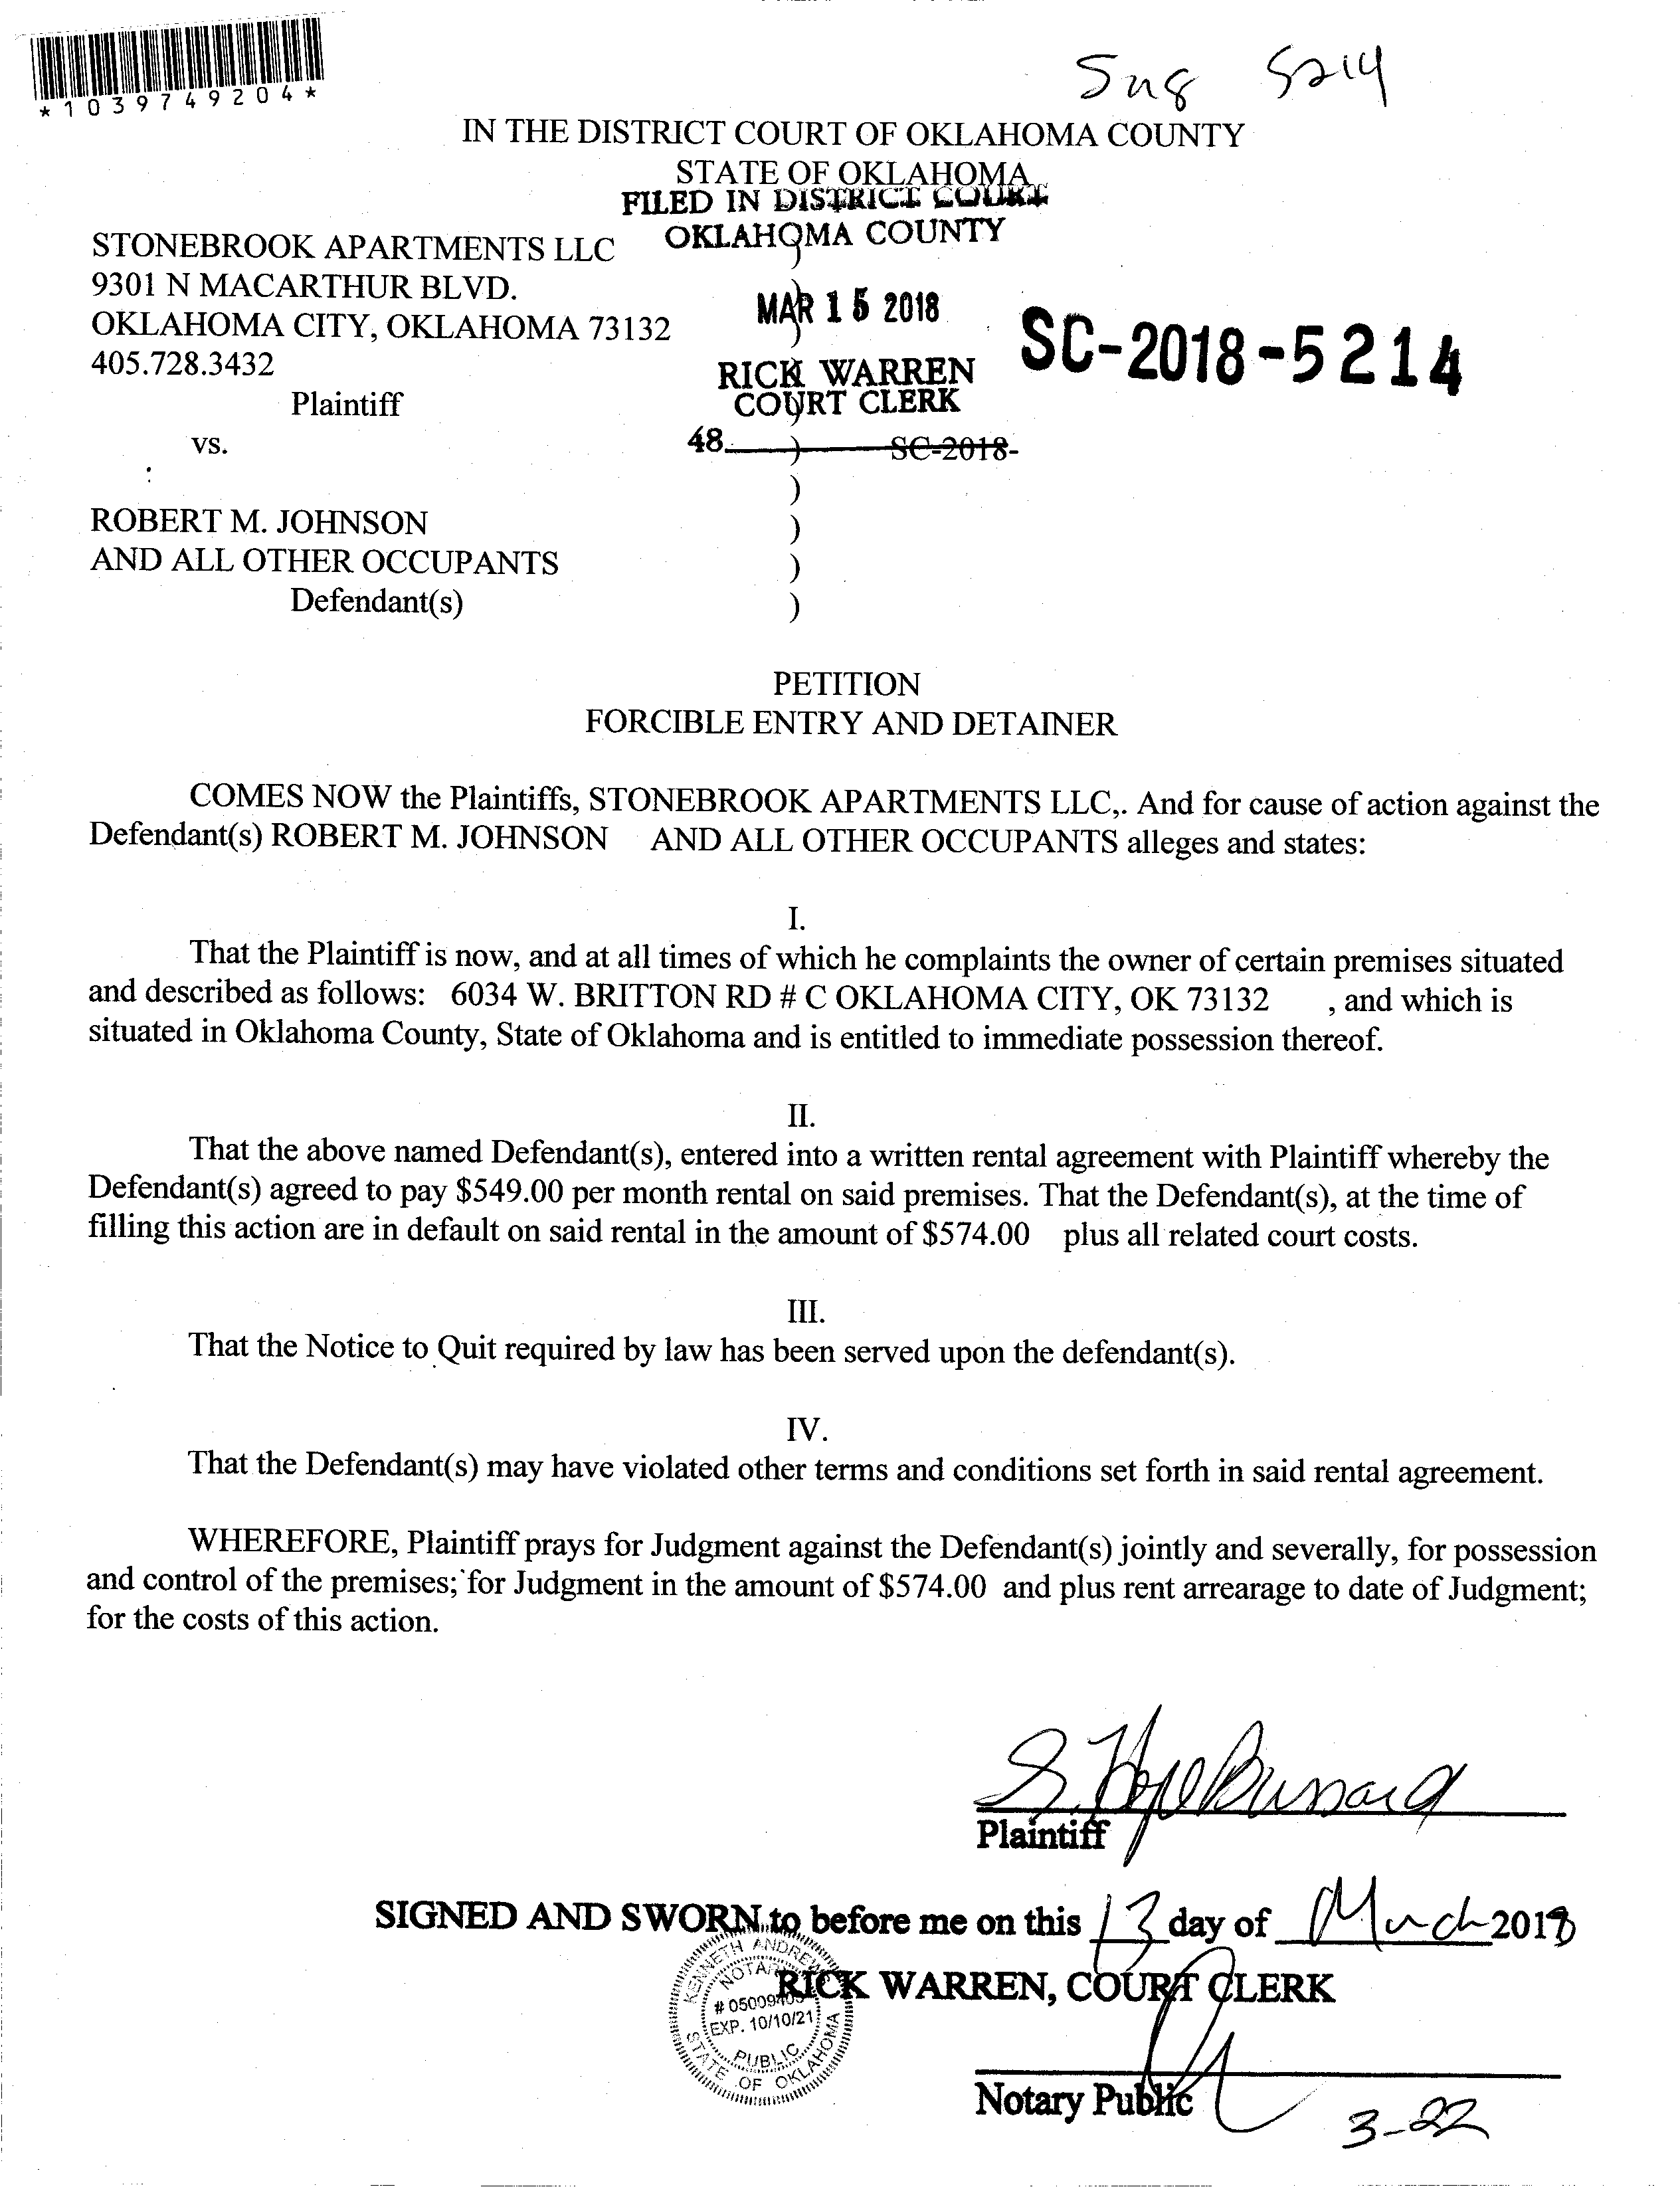 *1039749204*
5214
IN THE DISTRICT COURT OF OKLAHOMA COUNTY
STATE OF OKLAHOMA
FILED IN DISTRICT COURT
OKLAHOMA COUNTY
STONEBROOK APARTMENTS LLC )
9301 N MACARTHUR BLVD. )
MAR 15 2018
OKLAHOMA CITY, OKLAHOMA 73132 )
SC-2018-5214
405.728.3432 )
RICK WARREN
COURT CLERK
Plaintiff )
vs. 48 ) SC-2018-
)
ROBERT M. JOHNSON )
AND ALL OTHER OCCUPANTS )
Defendant(s) )
PETITION
FORCIBLE ENTRY AND DETAINER
COMES NOW the Plaintiffs, STONEBROOK APARTMENTS LLC,. And for cause of action against the
Defendant(s) ROBERT M. JOHNSON AND ALL OTHER OCCUPANTS alleges and states:
I.
That the Plaintiff is now, and at all times of which he complaints the owner of certain premises situated
and described as follows: 6034 W. BRITTON RD # C OKLAHOMA CITY, OK 73132 , and which is
situated in Oklahoma County, State of Oklahoma and is entitled to immediate possession thereof.
II.
That the above named Defendant(s), entered into a written rental agreement with Plaintiff whereby the
Defendant(s) agreed to pay $549.00 per month rental on said premises. That the Defendant(s), at the time of
filling this action are in default on said rental in the amount of $574.00 plus all related court costs.
III.
That the Notice to Quit required by law has been served upon the defendant(s).
IV.
That the Defendant(s) may have violated other terms and conditions set forth in said rental agreement.
WHEREFORE, Plaintiff prays for Judgment against the Defendant(s) jointly and severally, for possession
and control of the premises; for Judgment in the amount of $574.00 and plus rent arrearage to date of Judgment;
for the costs of this action.
S. Hope Bussard
Plaintiff
SIGNED AND SWORN to before me on this 13 day of March 2018
KENNETH ANDREW
NOTARY
RICK WARREN, COURT CLERK
EXP. 10/10/21
PUBLIC
STATE OF OKLAHOMA
Notary Public
3-22